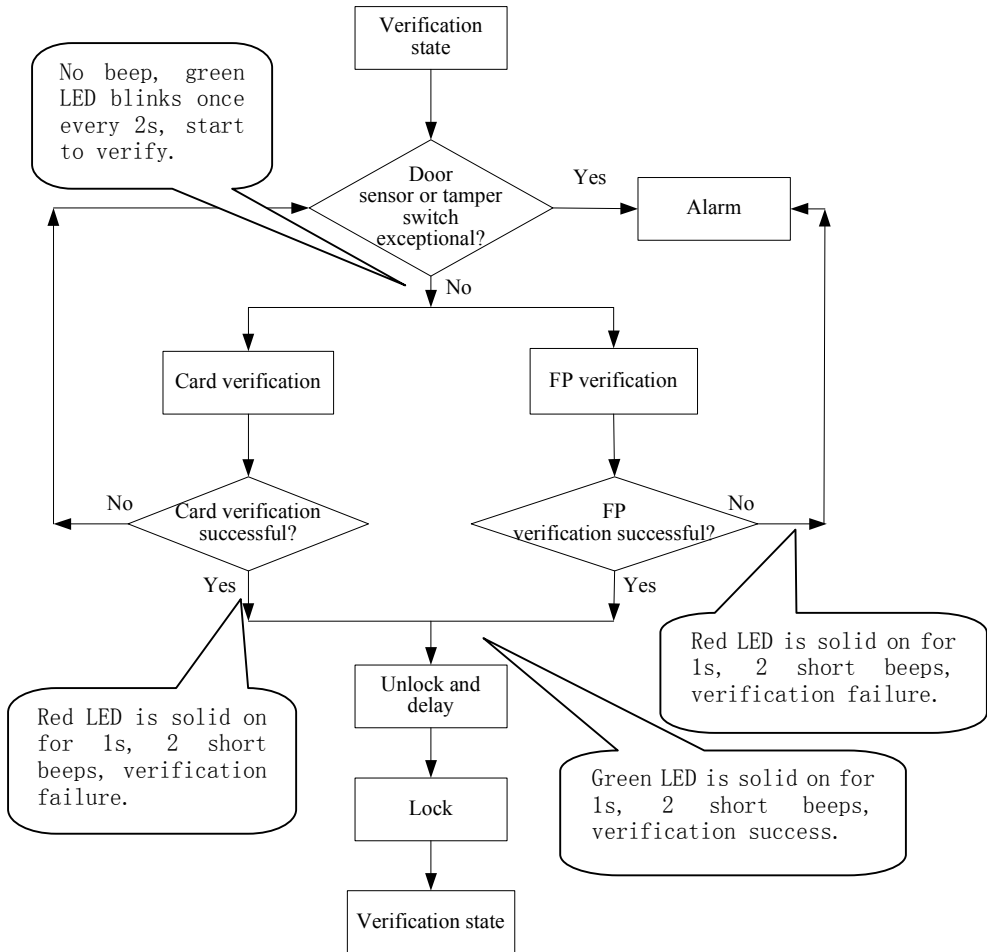 Verification
state
No beep, green
LED blinks once
every 2s, start
to verify.
Door
sensor or tamper
switch
exceptional?
Yes
Alarm
No
Card verification
FP verification
No
Card verification
successful?
FP
verification successful?
No
Yes
Yes
Red LED is solid on for
1s, 2 short beeps,
verification failure.
Unlock and
delay
Red LED is solid on
for 1s, 2 short
beeps, verification
failure.
Green LED is solid on for
1s, 2 short beeps,
verification success.
Lock
Verification state